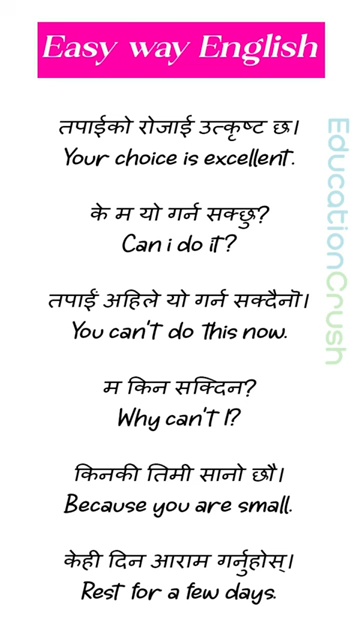 Easy way English
तपाईको रोजाई उत्कृष्ट छ।
Your choice is excellent.
के म यो गर्न सक्छु?
Can i do it?
तपाईं अहिले यो गर्न सक्दैनौ।
You can't do this now.
म किन सक्दिन?
Why can't I?
किनकी तिमी सानो छौ।
Because you are small.
केही दिन आराम गर्नुहोस्।
Rest for a few days.
EducationCrush